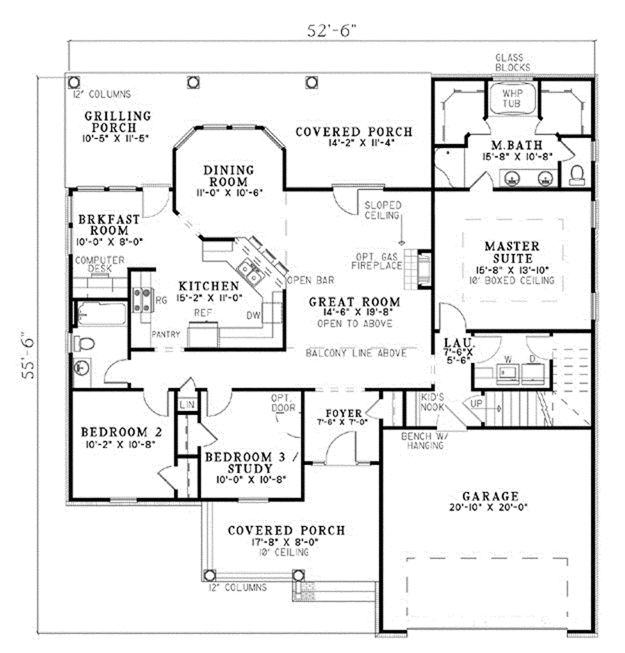 52'-6"
GLASS
BLOCKS
12" COLUMNS
WHP
TUB
GRILLING
PORCH
10'-5" X 11'-5"
COVERED PORCH
14'-2" X 11'-4"
M.BATH
15'-8" X 10'-8"
DINING
ROOM
11'-0" X 10'-6"
SLOPED
CEILING
BRKFAST
ROOM
10'-0" X 8'-0"
MASTER
SUITE
15'-8" X 13'-10"
10' BOXED CEILING
OPT. GAS
FIREPLACE
COMPUTER
DESK
OPEN BAR
KITCHEN
15'-2" X 11'-0"
RG
REF
DW
PANTRY
GREAT ROOM
14'-6" X 19'-8"
OPEN TO ABOVE
BALCONY LINE ABOVE
LAU.
7'-6"X
5'-6"
W
D
55'-6"
LIN
OPT.
DOOR
KID'S
NOOK
UP
FOYER
7'-6" X 7'-0"
BEDROOM 2
10'-2" X 10'-8"
BENCH W/
HANGING
BEDROOM 3 /
STUDY
10'-0" X 10'-8"
GARAGE
20'-10" X 20'-0"
COVERED PORCH
17'-8" X 8'-0"
10' CEILING
12" COLUMNS